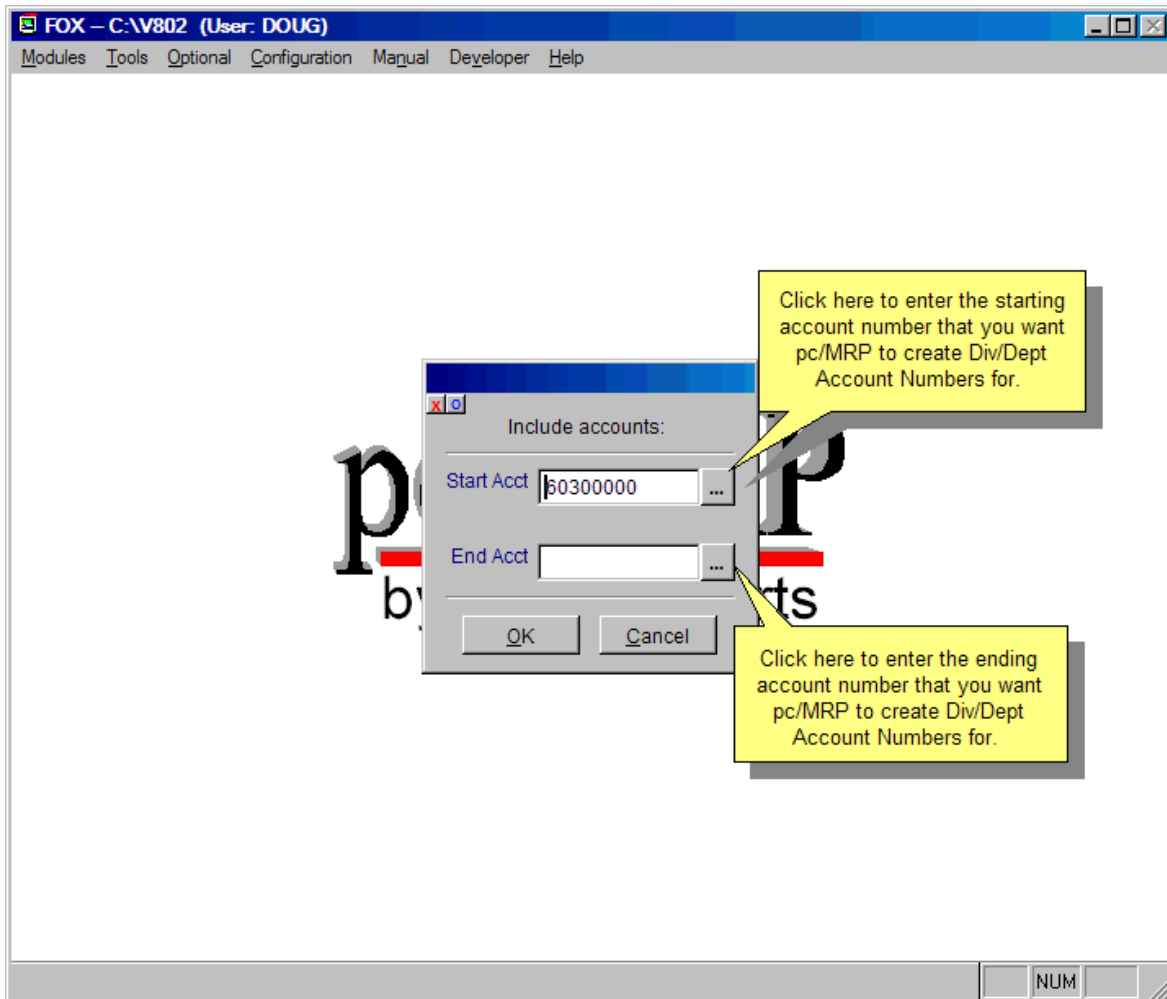 FOX – C:\V802 (User: DOUG)
Modules Tools Optional Configuration Manual Developer Help
Click here to enter the starting
account number that you want
pc/MRP to create Div/Dept
Account Numbers for.
X O
Include accounts:
Start Acct 60300000 ...
End Acct ...
OK Cancel
by
Click here to enter the ending
account number that you want
pc/MRP to create Div/Dept
Account Numbers for.
NUM